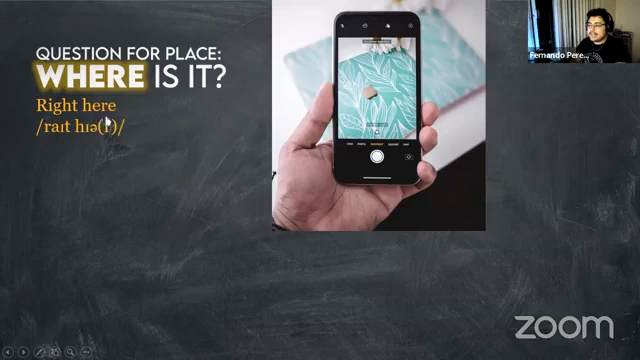 QUESTION FOR PLACE:
WHERE IS IT?
Right here
/raɪt hɪə(r)/
Fernando Pere...
zoom